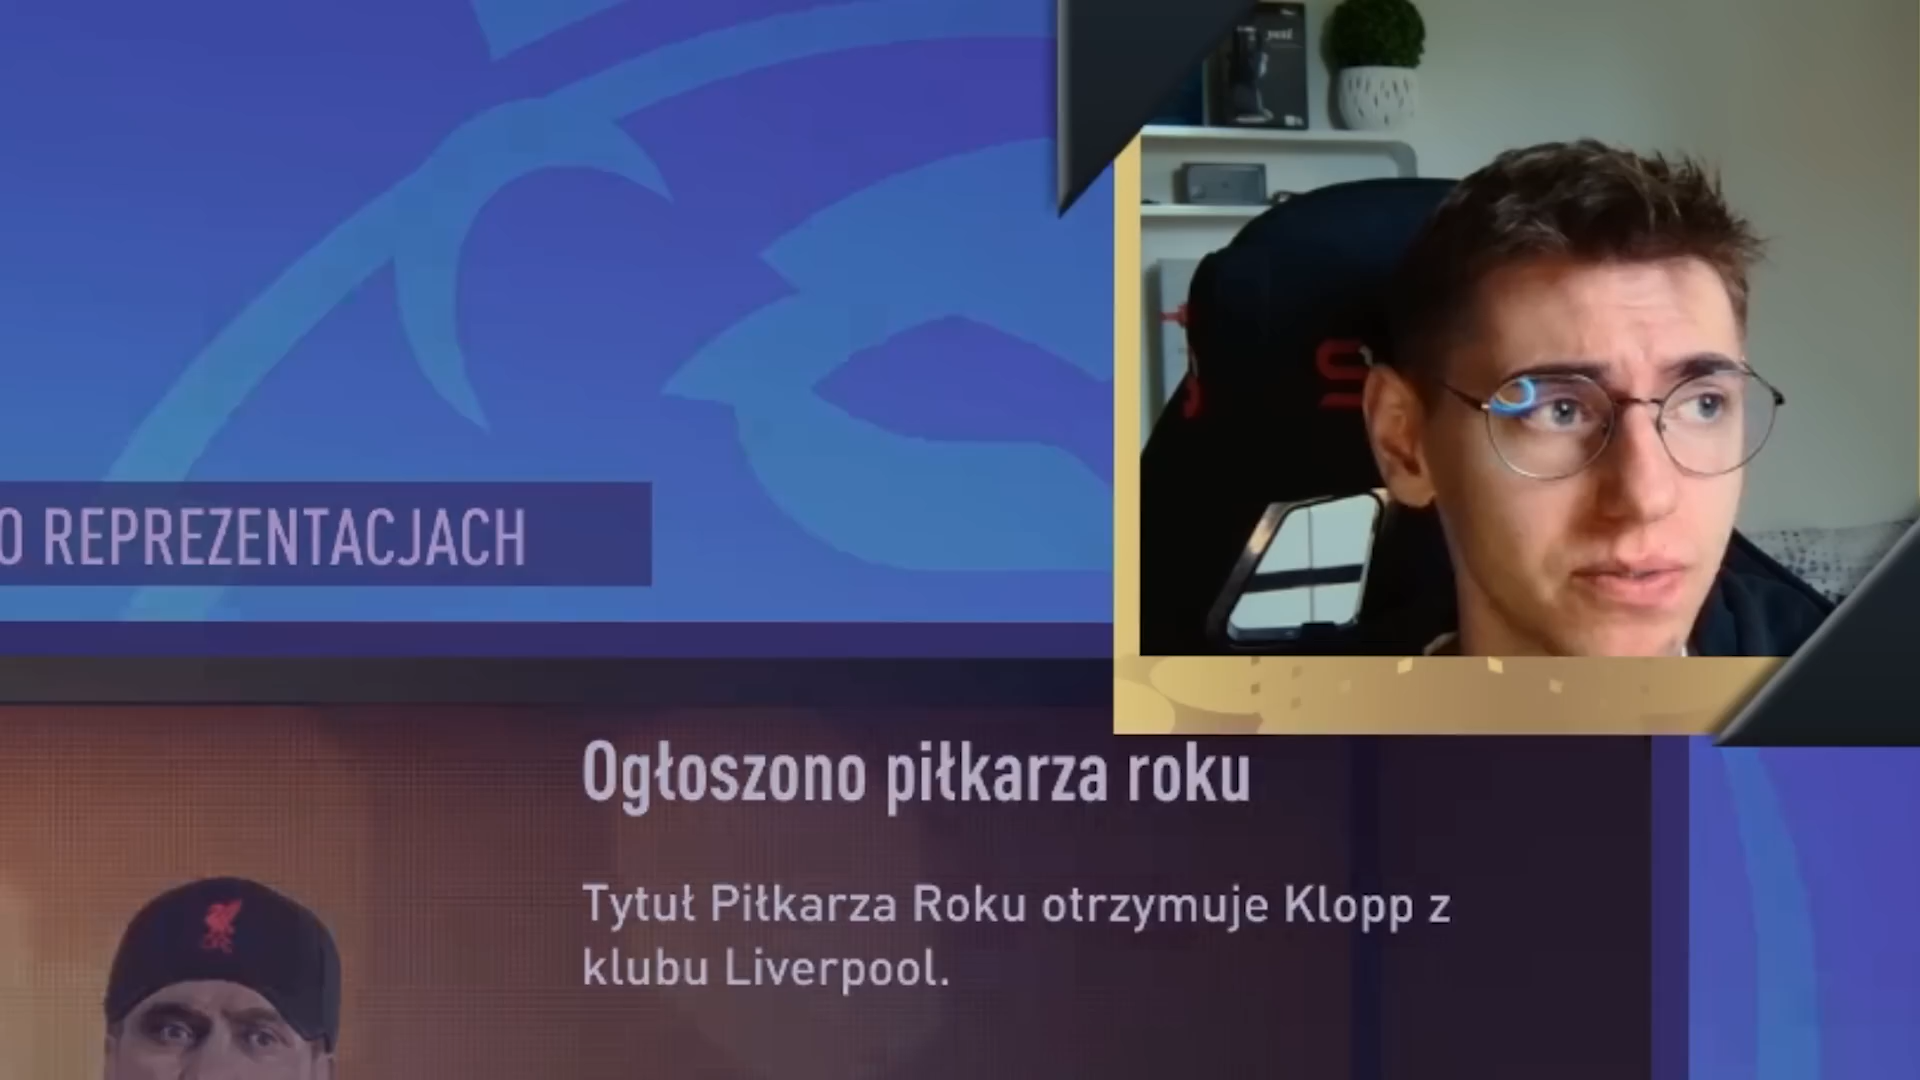 O REPREZENTACJACH
Ogłoszono piłkarza roku
Tytuł Piłkarza Roku otrzymuje Klopp z
klubu Liverpool.